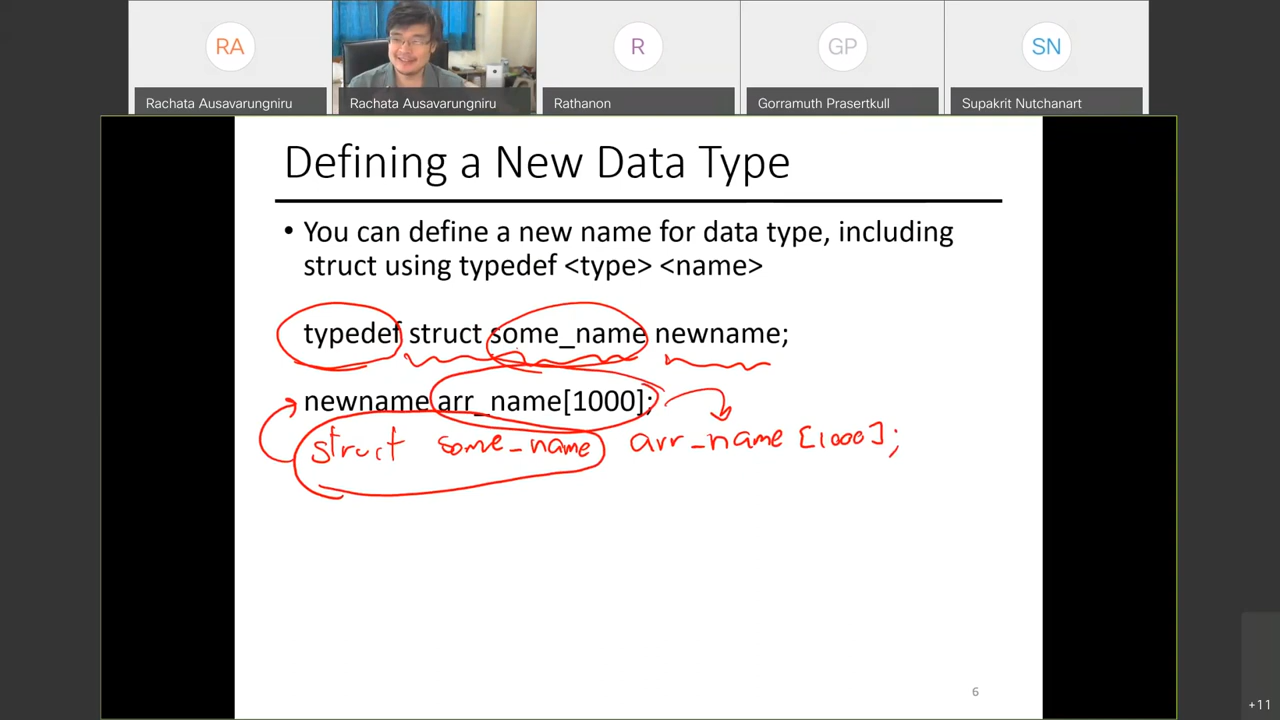 RA
R
GP
SN
Rachata Ausavarungniru
Rachata Ausavarungniru
Rathanon
Gorramuth Prasertkull
Supakrit Nutchanart
Defining a New Data Type
• You can define a new name for data type, including
struct using typedef <type> <name>
typedef struct some_name newname;
newname arr_name[1000];
struct some_name arr_name [1000];
6
+11